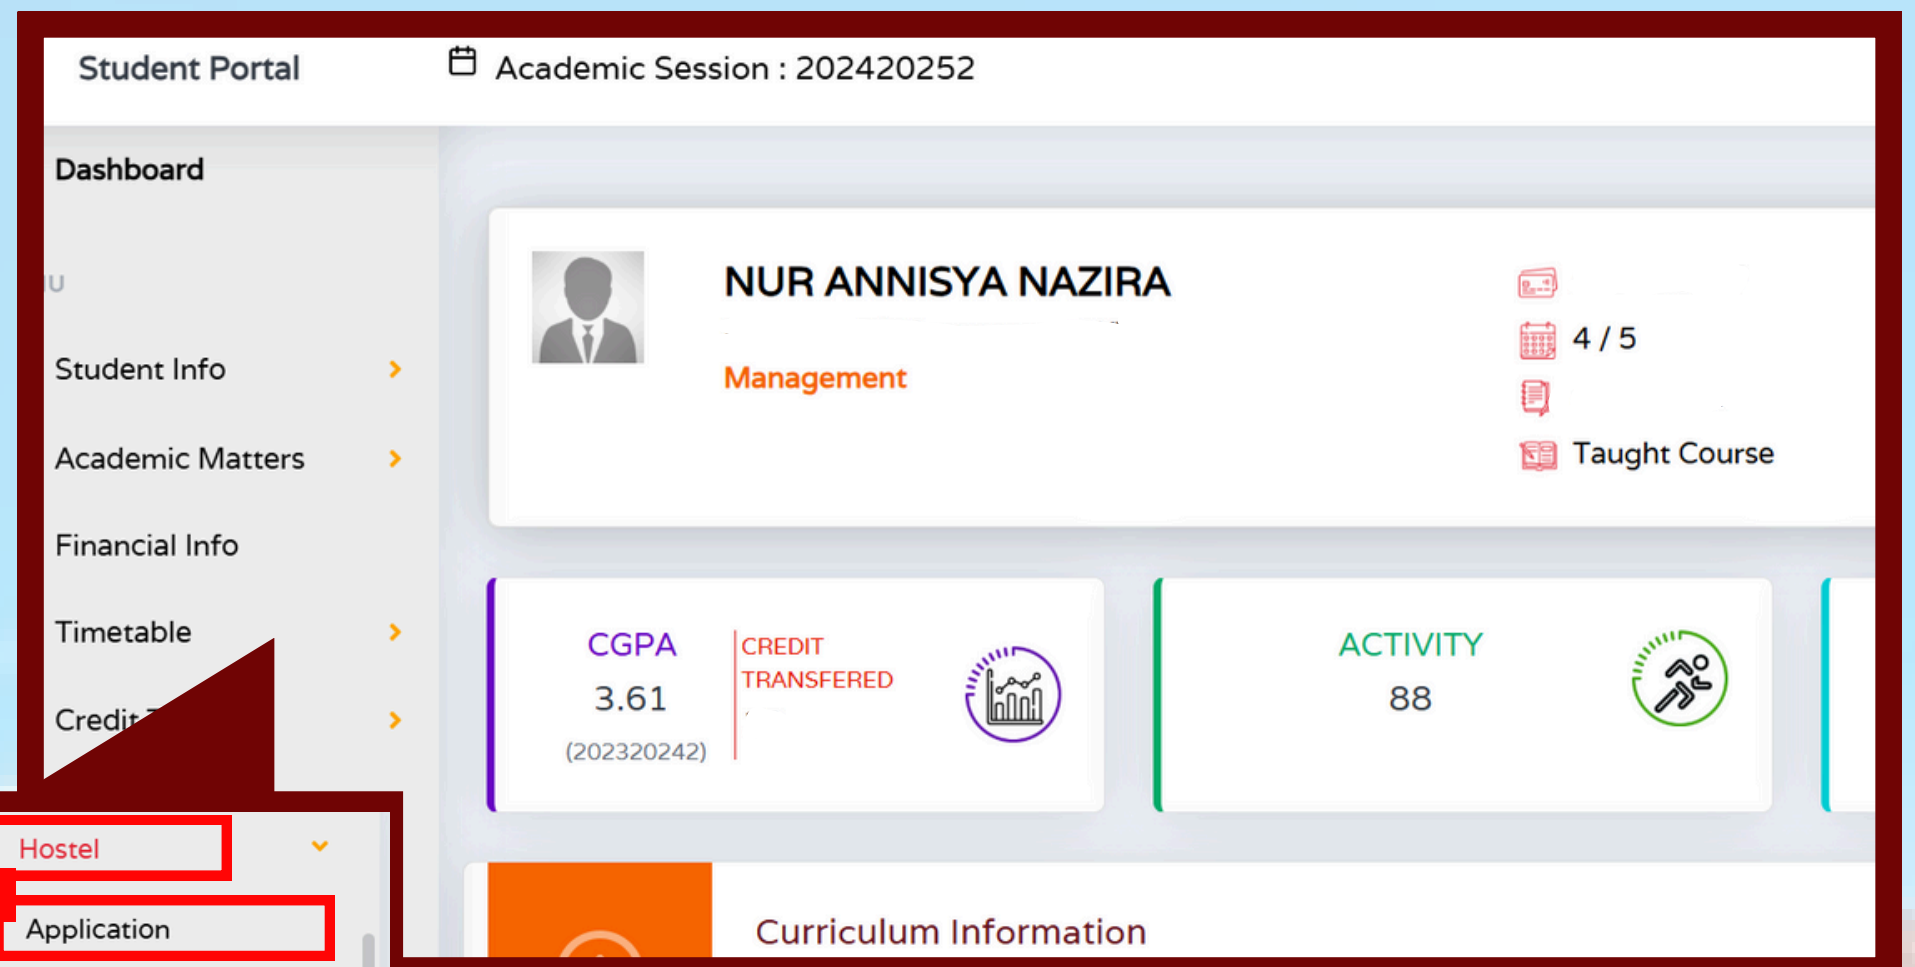 Student Portal
Academic Session : 202420252
Dashboard
Student Info
Academic Matters
Financial Info
Timetable
Credit
Hostel
Application
NUR ANNISYA NAZIRA
Management
4 / 5
Taught Course
CGPA
3.61
(202320242)
CREDIT
TRANSFERED
ACTIVITY
88
Curriculum Information